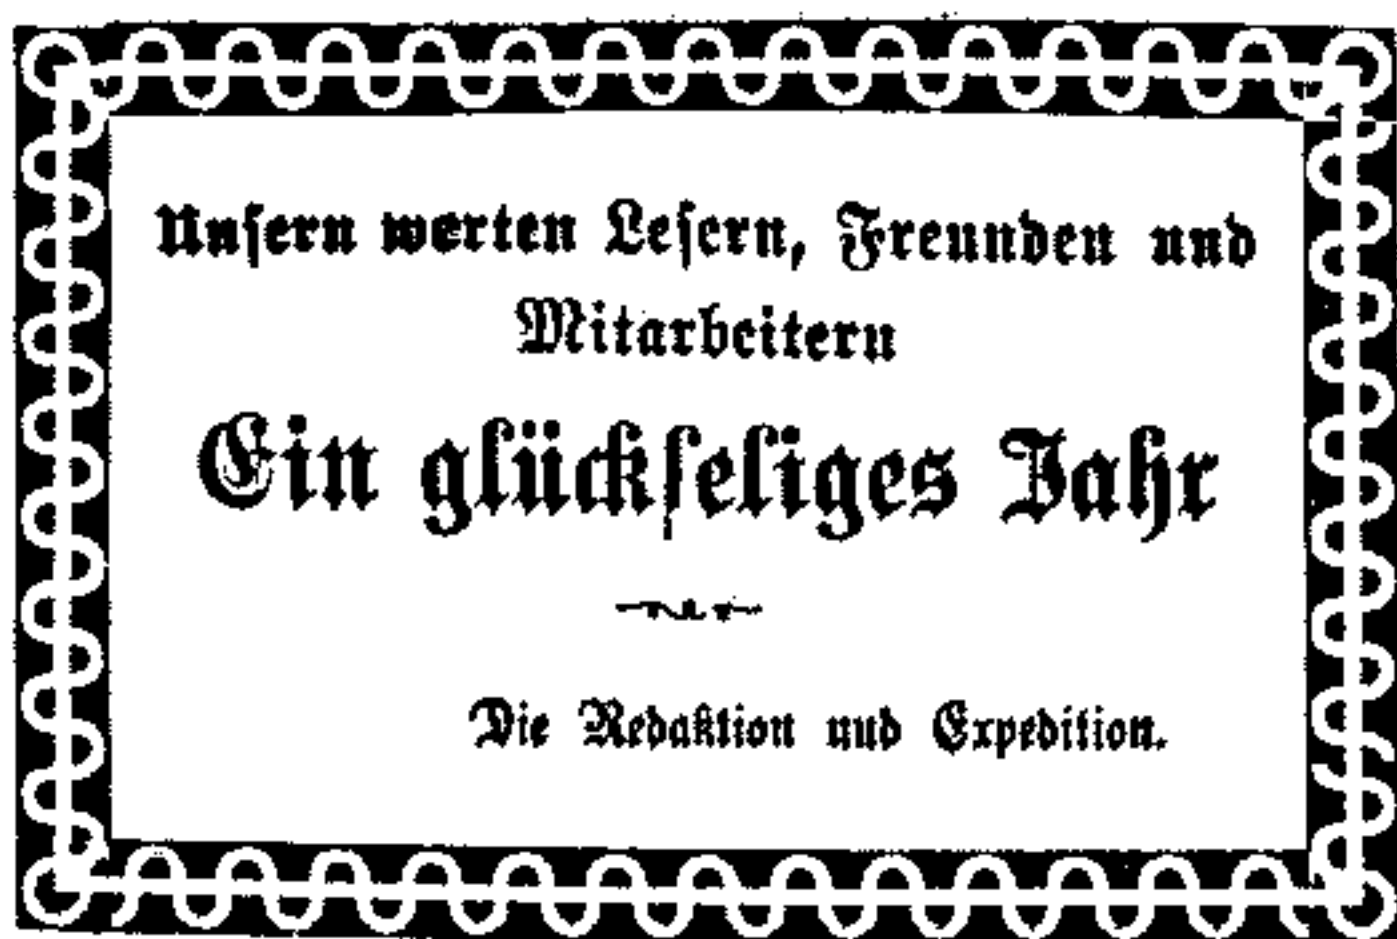 Unsern werten Lesern, Freunden und
Mitarbeitern
Ein glückseliges Jahr
Die Redaktion und Expedition.